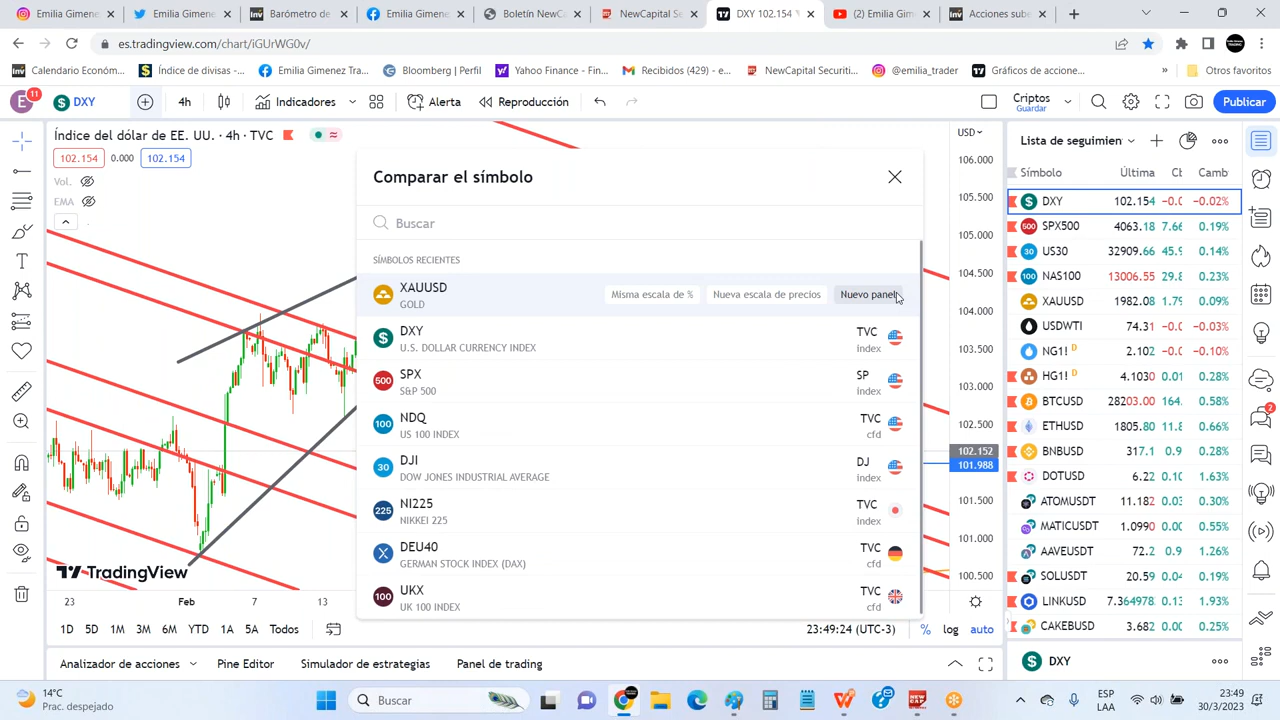 Barómetro de
Boletín NewCa
NewCapital S
DXY 102.154
Emilia Gimen
Acciones sube
es.tradingview.com/chart/iGUrWG0v/
Calendario Económ...
Índice de divisas -...
Emilia Gimenez Tra...
Bloomberg | Perfil
Yahoo Finance - Fin...
Recibidos (429) - e...
NewCapital Securiti...
@emilia_trader
Gráficos de accione...
»
Otros favoritos
E
11
DXY
4h
Indicadores
Alerta
Reproducción
Criptos
Guardar
Publicar
Índice del dólar de EE. UU. · 4h · TVC
102.154
0.000
102.154
Vol.
EMA
TradingView
Comparar el símbolo
Buscar
SÍMBOLOS RECIENTES
XAUUSD
GOLD
Misma escala de %
Nueva escala de precios
Nuevo panel
DXY
U.S. DOLLAR CURRENCY INDEX
TVC
index
SPX
S&P 500
SP
index
NDQ
US 100 INDEX
TVC
cfd
DJI
DOW JONES INDUSTRIAL AVERAGE
DJ
index
NI225
NIKKEI 225
TVC
index
DEU40
GERMAN STOCK INDEX (DAX)
TVC
cfd
UKX
UK 100 INDEX
TVC
cfd
USD
106.000
105.500
105.000
104.500
104.000
103.500
103.000
102.500
102.152
101.988
101.500
101.000
100.500
23
Feb
7
13
1D
5D
1M
3M
6M
YTD
1A
5A
Todos
23:49:24 (UTC-3)
%
log
auto
Analizador de acciones
Pine Editor
Simulador de estrategias
Panel de trading
Lista de seguimien
Símbolo
Última
Cb
Camb
DXY 102.154 −0.0 −0.02%
SPX500 4063.18 7.66 0.19%
US30 32909.66 45.9 0.14%
NAS100 13006.55 29.8 0.23%
XAUUSD 1982.08 1.79 0.09%
USDWTI 74.31 −0.0 −0.03%
NG1! D 2.102 −0.0 −0.10%
HG1! D 4.1030 0.01 0.28%
BTCUSD 28203.00 164. 0.58%
ETHUSD 1805.80 11.8 0.66%
BNBUSD 317.1 0.9 0.28%
DOTUSD 6.22 0.10 0.28%
ATOMUSDT 11.182 0.03 0.30%
MATICUSDT 1.0990 0.00 0.55%
AAVEUSDT 72.2 0.9 1.26%
SOLUSDT 20.59 0.04 0.19%
LINKUSD 7.364978 0.13 1.93%
CAKEBUSD 3.682 0.00 0.25%
DXY
2
14°C
Prac. despejado
Buscar
ESP
LAA
23:49
30/3/2023